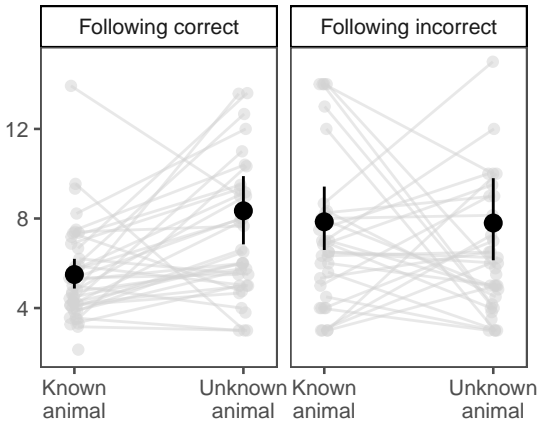 Following correct
Following incorrect
12
8
4
Known
animal
Unknown
animal
Known
animal
Unknown
animal